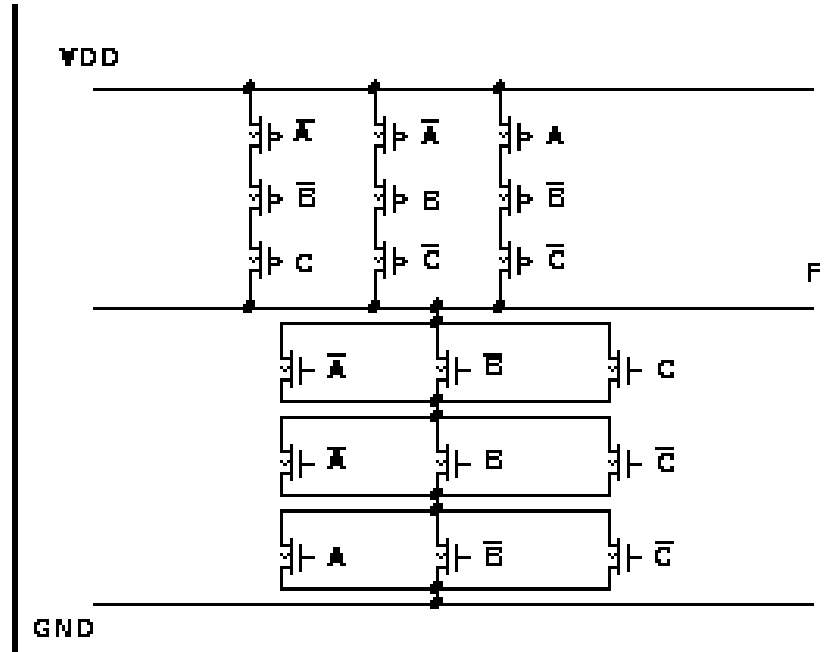 VDD
A̅ A̅ A
B̅ B B̅
C C̅ C̅
F
A̅ B̅ C
A̅ B C̅
A B̅ C̅
GND